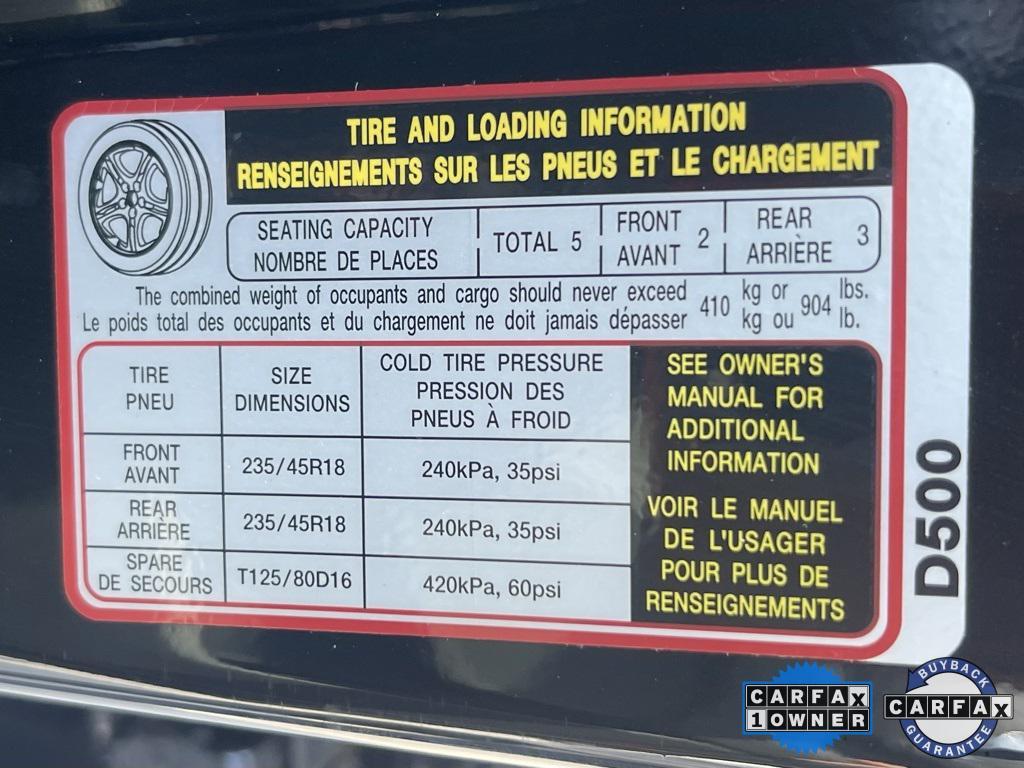 TIRE AND LOADING INFORMATION
RENSEIGNEMENTS SUR LES PNEUS ET LE CHARGEMENT
SEATING CAPACITY
NOMBRE DE PLACES
TOTAL 5
FRONT
AVANT
2
REAR
ARRIÈRE
3
The combined weight of occupants and cargo should never exceed
Le poids total des occupants et du chargement ne doit jamais dépasser
410
kg or
kg ou
904
lbs.
lb.
TIRE
PNEU
SIZE
DIMENSIONS
COLD TIRE PRESSURE
PRESSION DES
PNEUS À FROID
FRONT
AVANT
235/45R18
240kPa, 35psi
REAR
ARRIÈRE
235/45R18
240kPa, 35psi
SPARE
DE SECOURS
T125/80D16
420kPa, 60psi
SEE OWNER'S
MANUAL FOR
ADDITIONAL
INFORMATION
VOIR LE MANUEL
DE L'USAGER
POUR PLUS DE
RENSEIGNEMENTS
D500
CARFAX
1 OWNER
BUYBACK
CARFAX
GUARANTEE